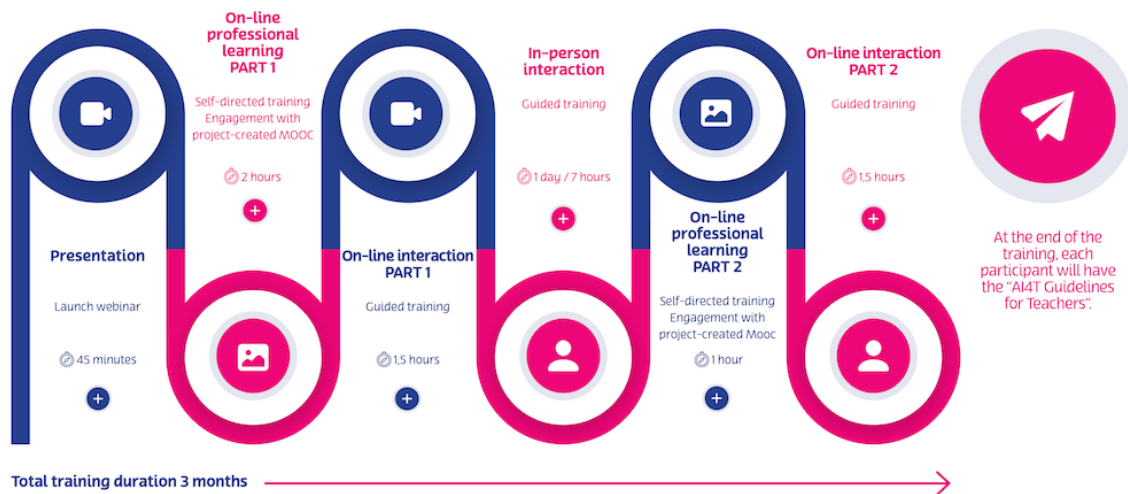 On-line
professional
learning
PART 1
Self-directed training
Engagement with
project-created MOOC
2 hours
In-person
interaction
Guided training
1 day / 7 hours
On-line interaction
PART 2
Guided training
1,5 hours
Presentation
Launch webinar
45 minutes
On-line interaction
PART 1
Guided training
1,5 hours
On-line
professional
learning
PART 2
Self-directed training
Engagement with
project-created Mooc
1 hour
At the end of the
training, each
participant will have
the "AI4T Guidelines
for Teachers".
Total training duration 3 months